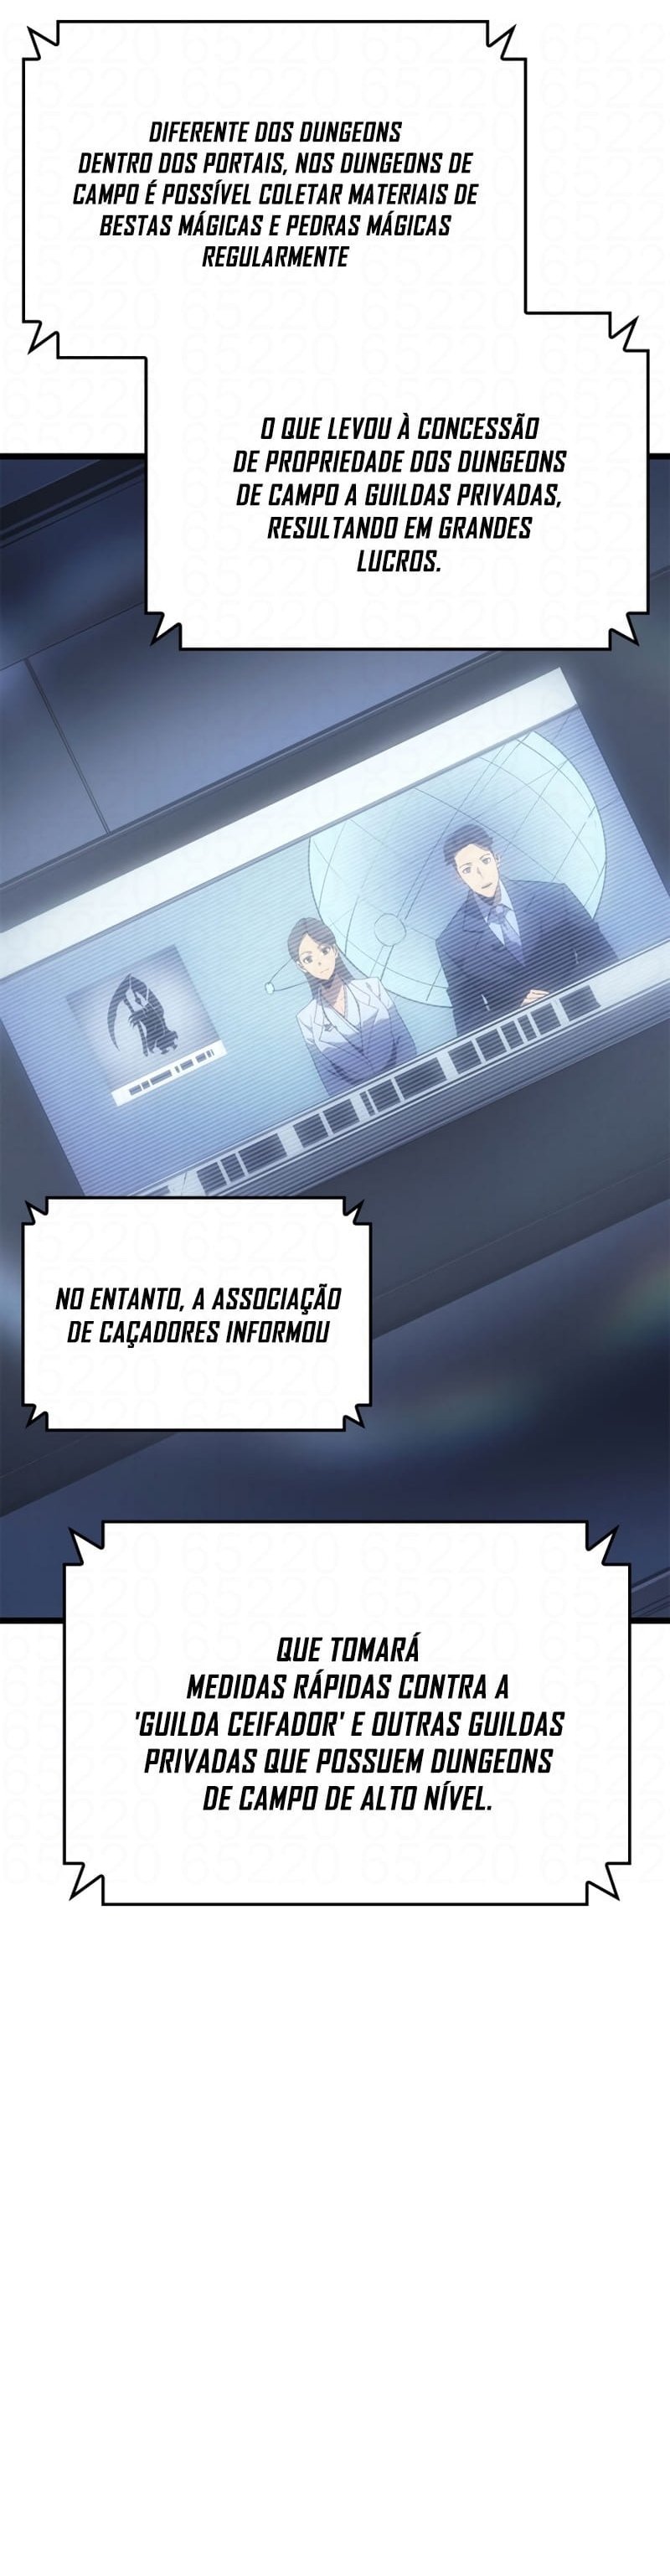 DIFERENTE DOS DUNGEONS
DENTRO DOS PORTAIS, NOS DUNGEONS DE
CAMPO É POSSÍVEL COLETAR MATERIAIS DE
BESTAS MÁGICAS E PEDRAS MÁGICAS
REGULARMENTE
O QUE LEVOU À CONCESSÃO
DE PROPRIEDADE DOS DUNGEONS
DE CAMPO A GUILDAS PRIVADAS,
RESULTANDO EM GRANDES
LUCROS.
NO ENTANTO, A ASSOCIAÇÃO
DE CAÇADORES INFORMOU
QUE TOMARÁ
MEDIDAS RÁPIDAS CONTRA A
'GUILDA CEIFADOR' E OUTRAS GUILDAS
PRIVADAS QUE POSSUEM DUNGEONS
DE CAMPO DE ALTO NÍVEL.